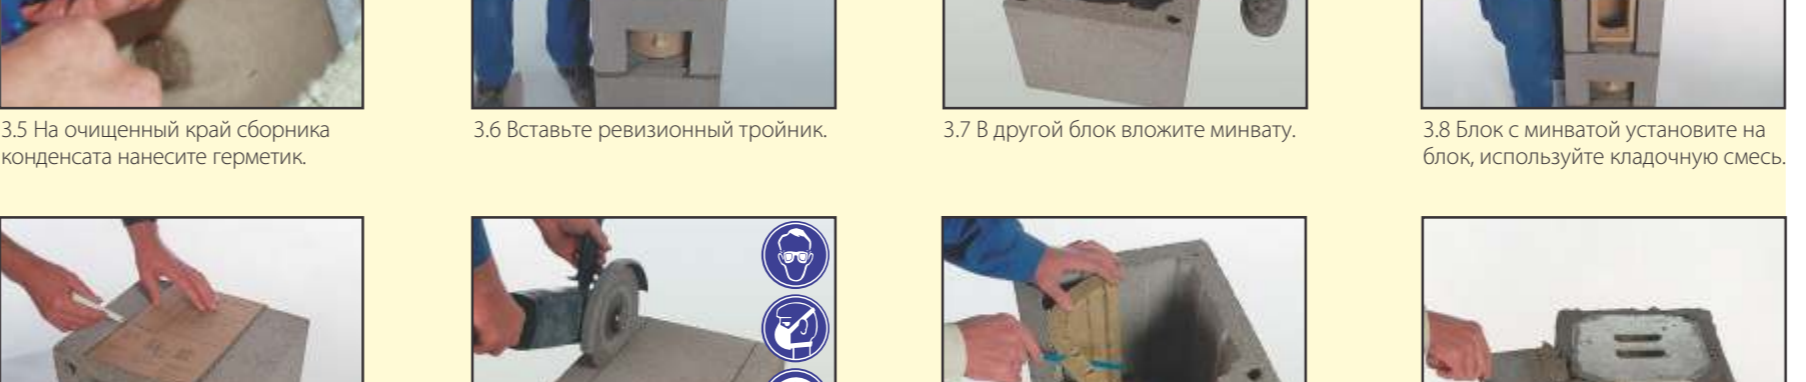 3.5 На очищенный край сборника
конденсата нанесите герметик.
3.6 Вставьте ревизионный тройник.
3.7 В другой блок вложите минвату.
3.8 Блок с минватой установите на
блок, используйте кладочную смесь.